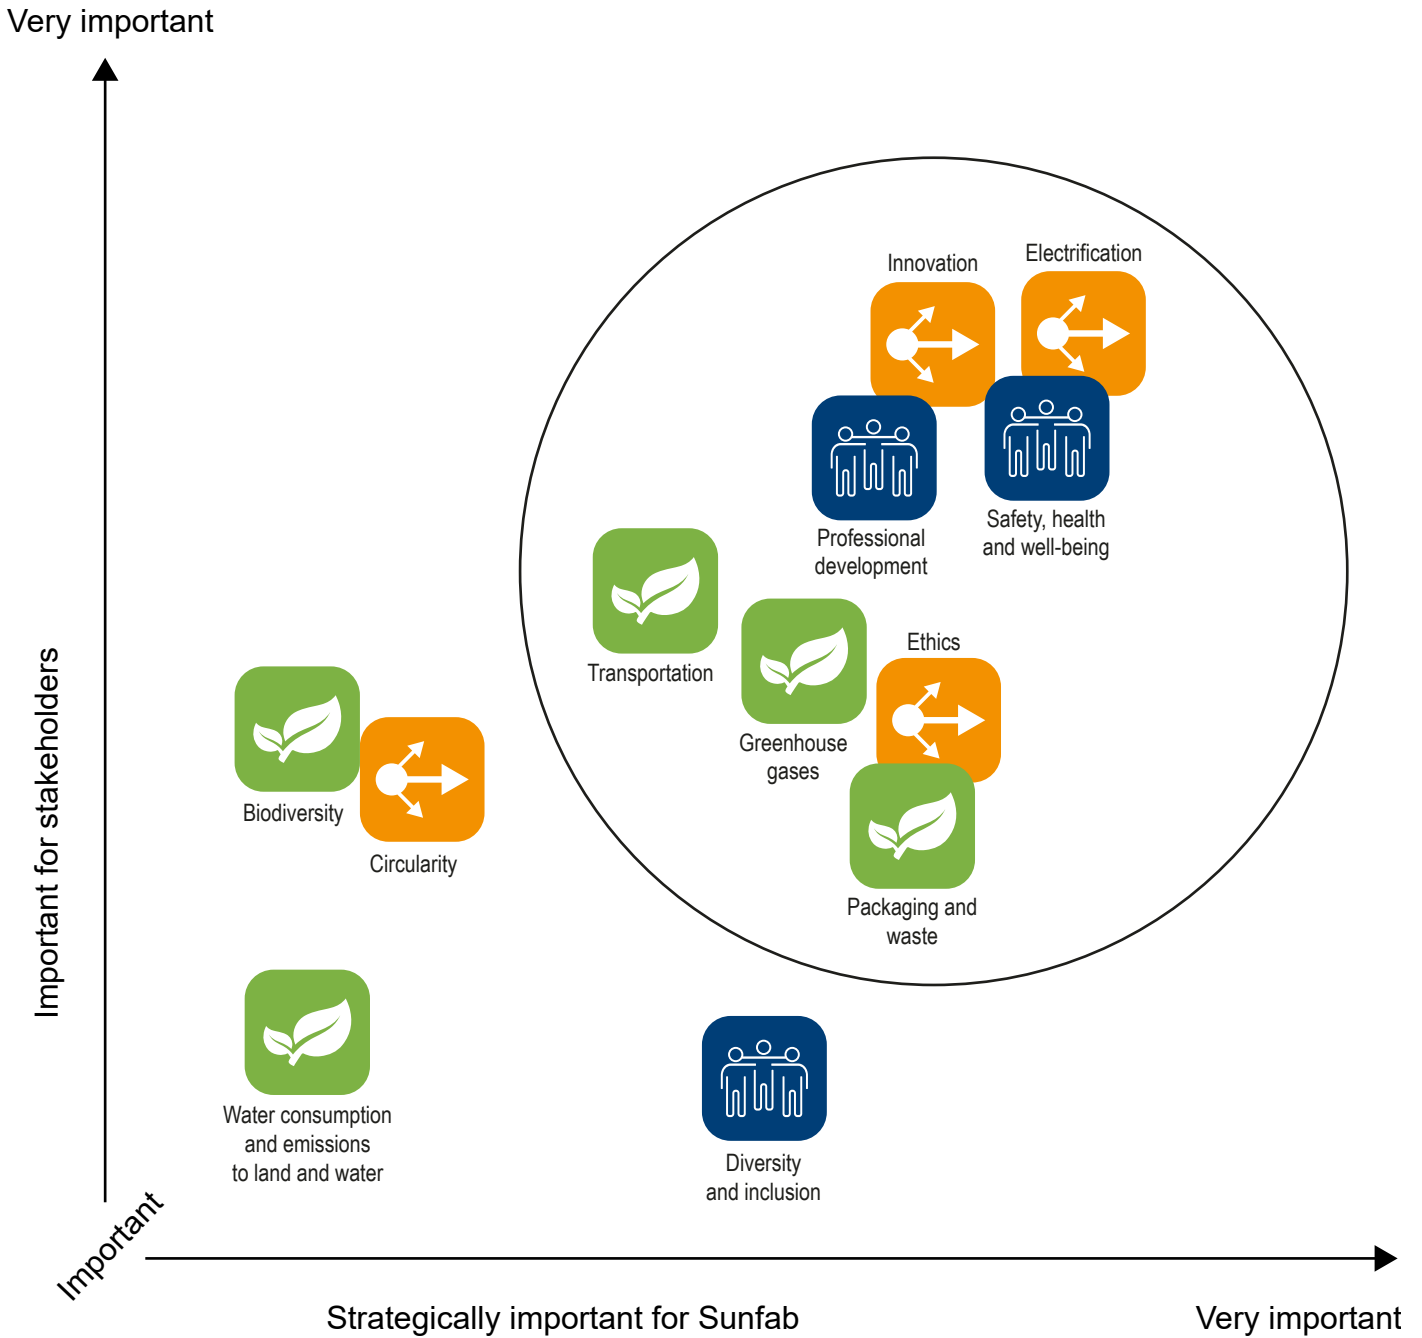 Very important
Electrification
Innovation
Safety, health
and well-being
Professional
development
Ethics
Transportation
Greenhouse
gases
Biodiversity
Circularity
Packaging and
waste
Water consumption
and emissions
to land and water
Diversity
and inclusion
Important for stakeholders
Important
Strategically important for Sunfab
Very important